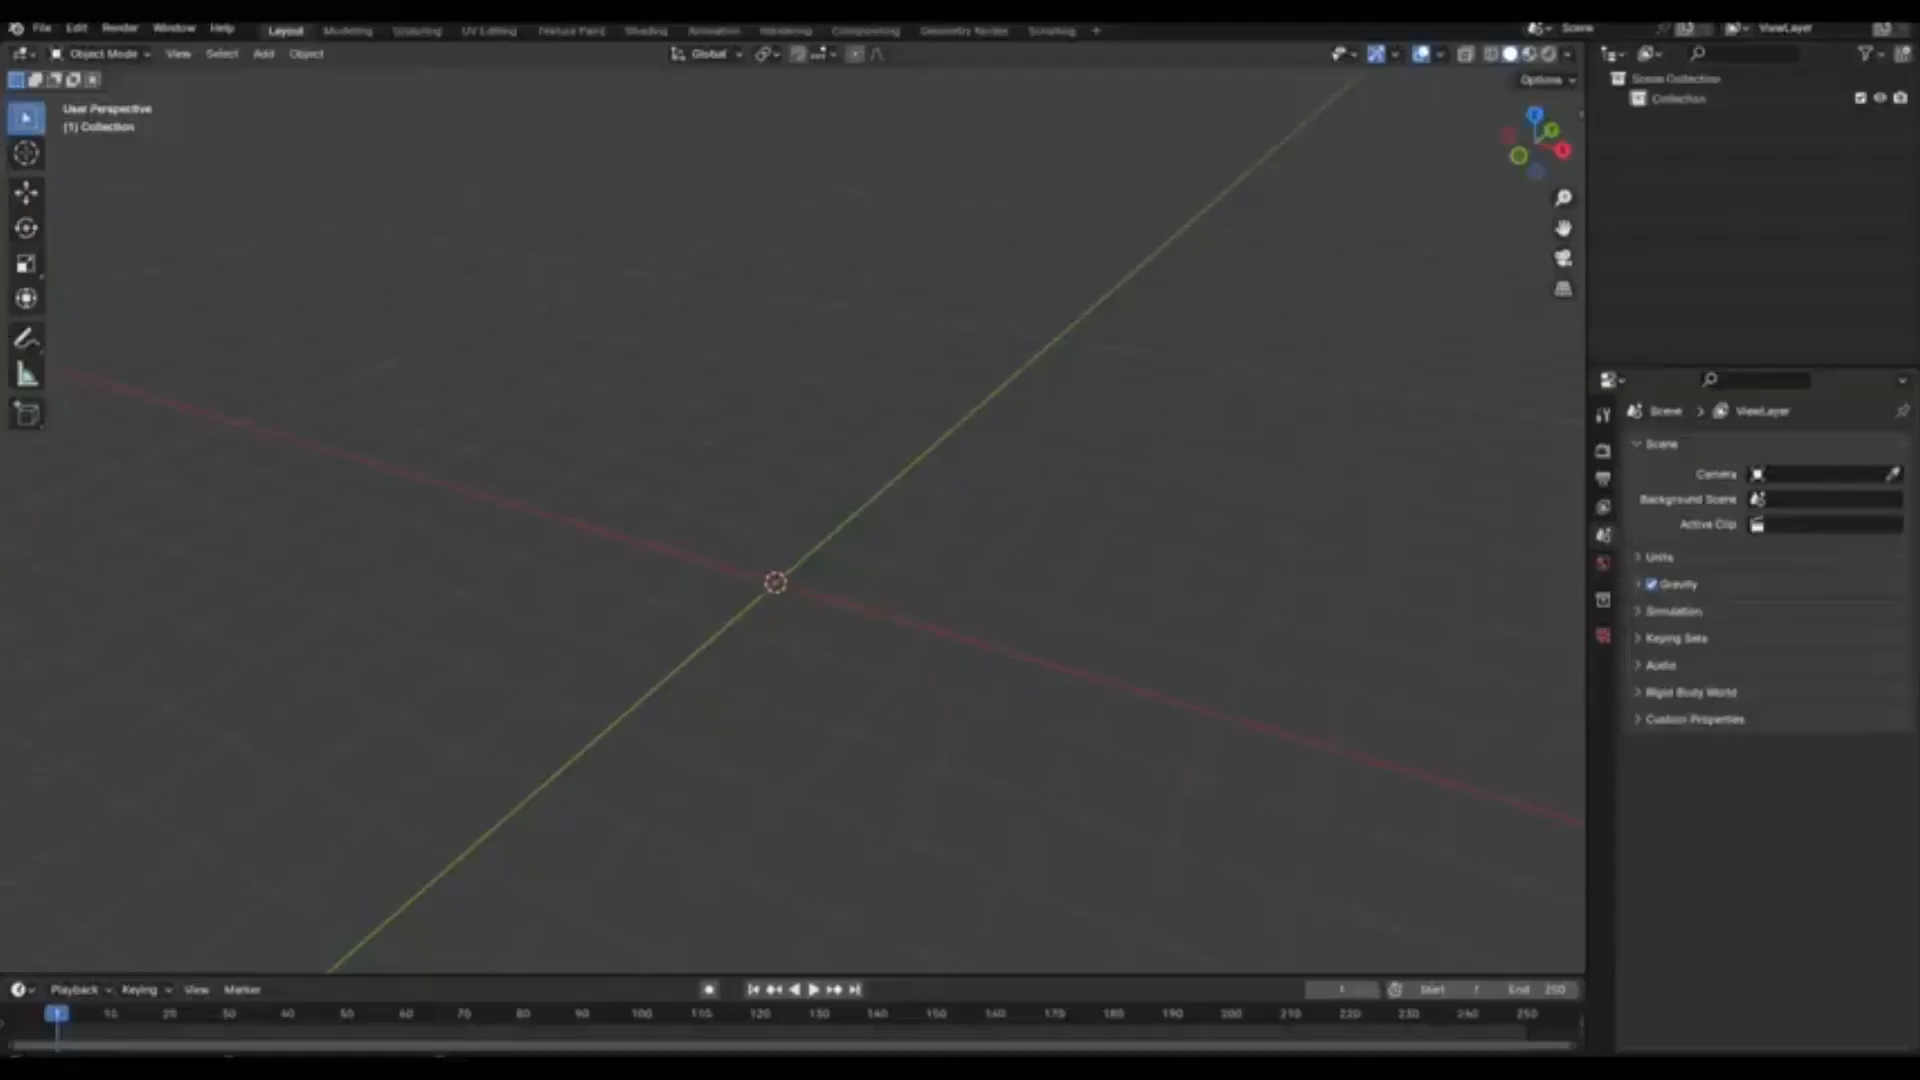 File Edit Render Window Help Layout Modeling Sculpting UV Editing Texture Paint Shading Animation Rendering Compositing Geometry Nodes Scripting + Scene ViewLayer
Object Mode View Select Add Object Global
Options
User Perspective
(1) Collection
Scene Collection
Collection
Scene > ViewLayer
Scene
Camera
Background Scene
Active Clip
Units
Gravity
Simulation
Keying Sets
Audio
Rigid Body World
Custom Properties
Playback Keying View Marker 1 Start 1 End 250
1 10 20 30 40 50 60 70 80 90 100 110 120 130 140 150 160 170 180 190 200 210 220 230 240 250